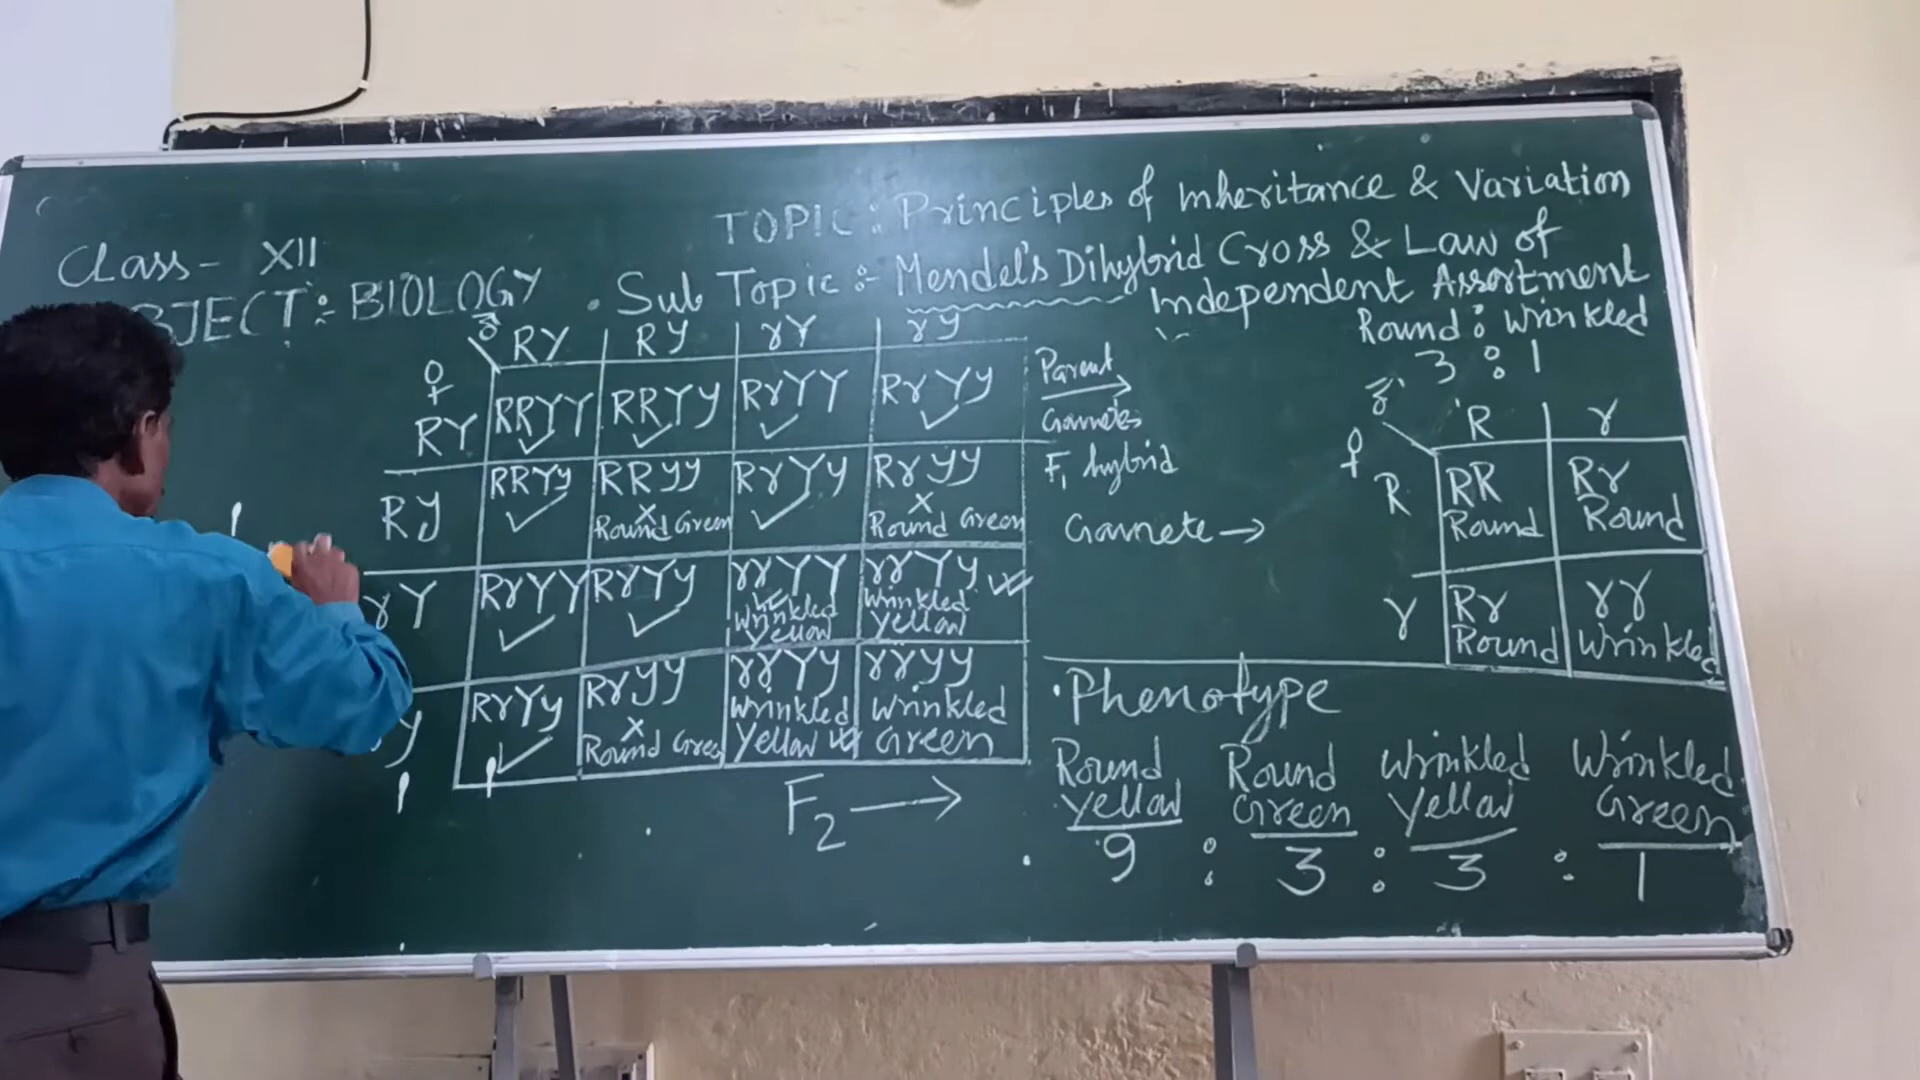 TOPIC: Principles of Inheritance & Variation
Class- XII
BJECT:- BIOLOGY
Sub Topic:- Mendel's Dihybrid Cross & Law of
Independent Assortment
♂ RY Ry rY ry
♀
RY RRYY RRYy RrYY RrYy
Ry RRYy RRyy RrYy Rryy
Round Green Round Green
rY RrYY RrYy rrYY rrYy
Wrinkled Yellow Wrinkled Yellow
y RrYy Rryy rrYy rryy
Round Green Wrinkled Yellow Wrinkled Green
F2 →
Parent →
Gametes
F1 hybrid
Gamete →
Round : Wrinkled
3 : 1
♂ R r
♀
R RR Round Rr Round
r Rr Round rr Wrinkled
·Phenotype
Round Yellow Round Green Wrinkled Yellow Wrinkled Green
9 : 3 : 3 : 1